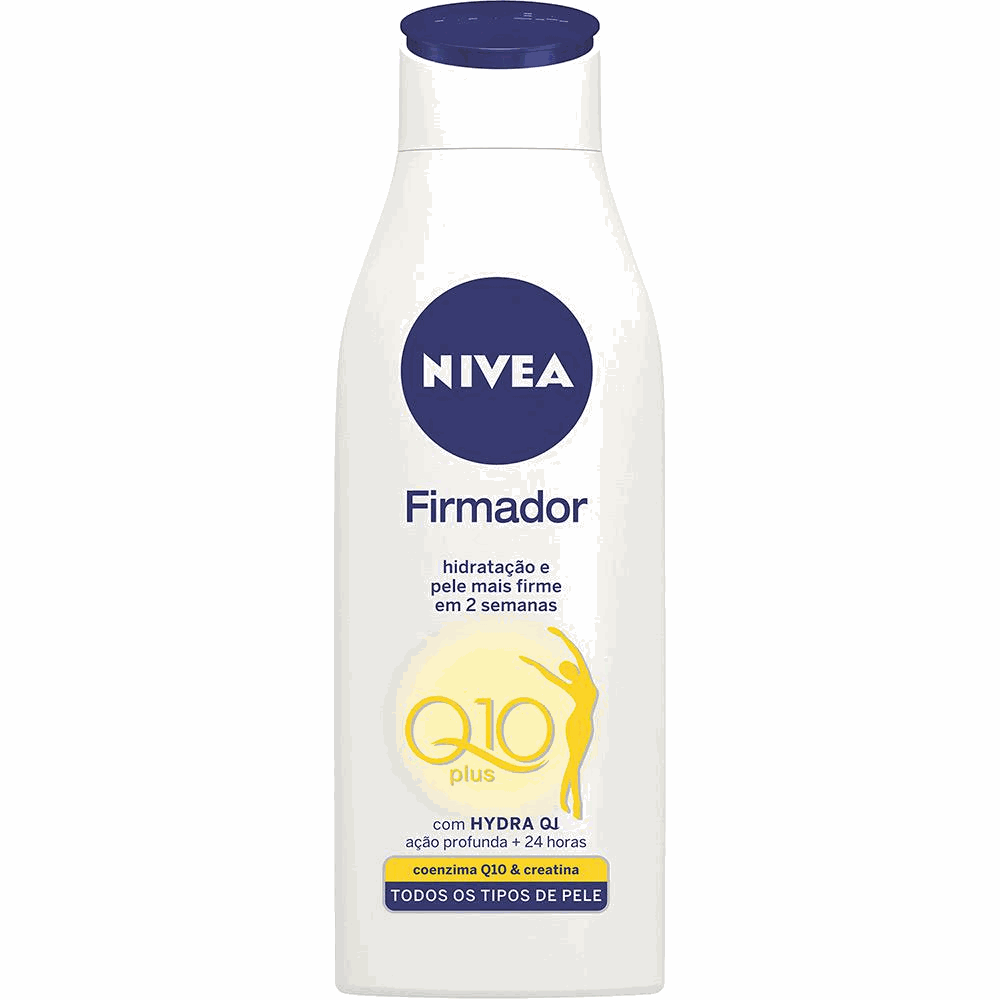 NIVEA
Firmador
hidratação e
pele mais firme
em 2 semanas
Q10
plus
com HYDRA IQ
ação profunda + 24 horas
coenzima Q10 & creatina
TODOS OS TIPOS DE PELE